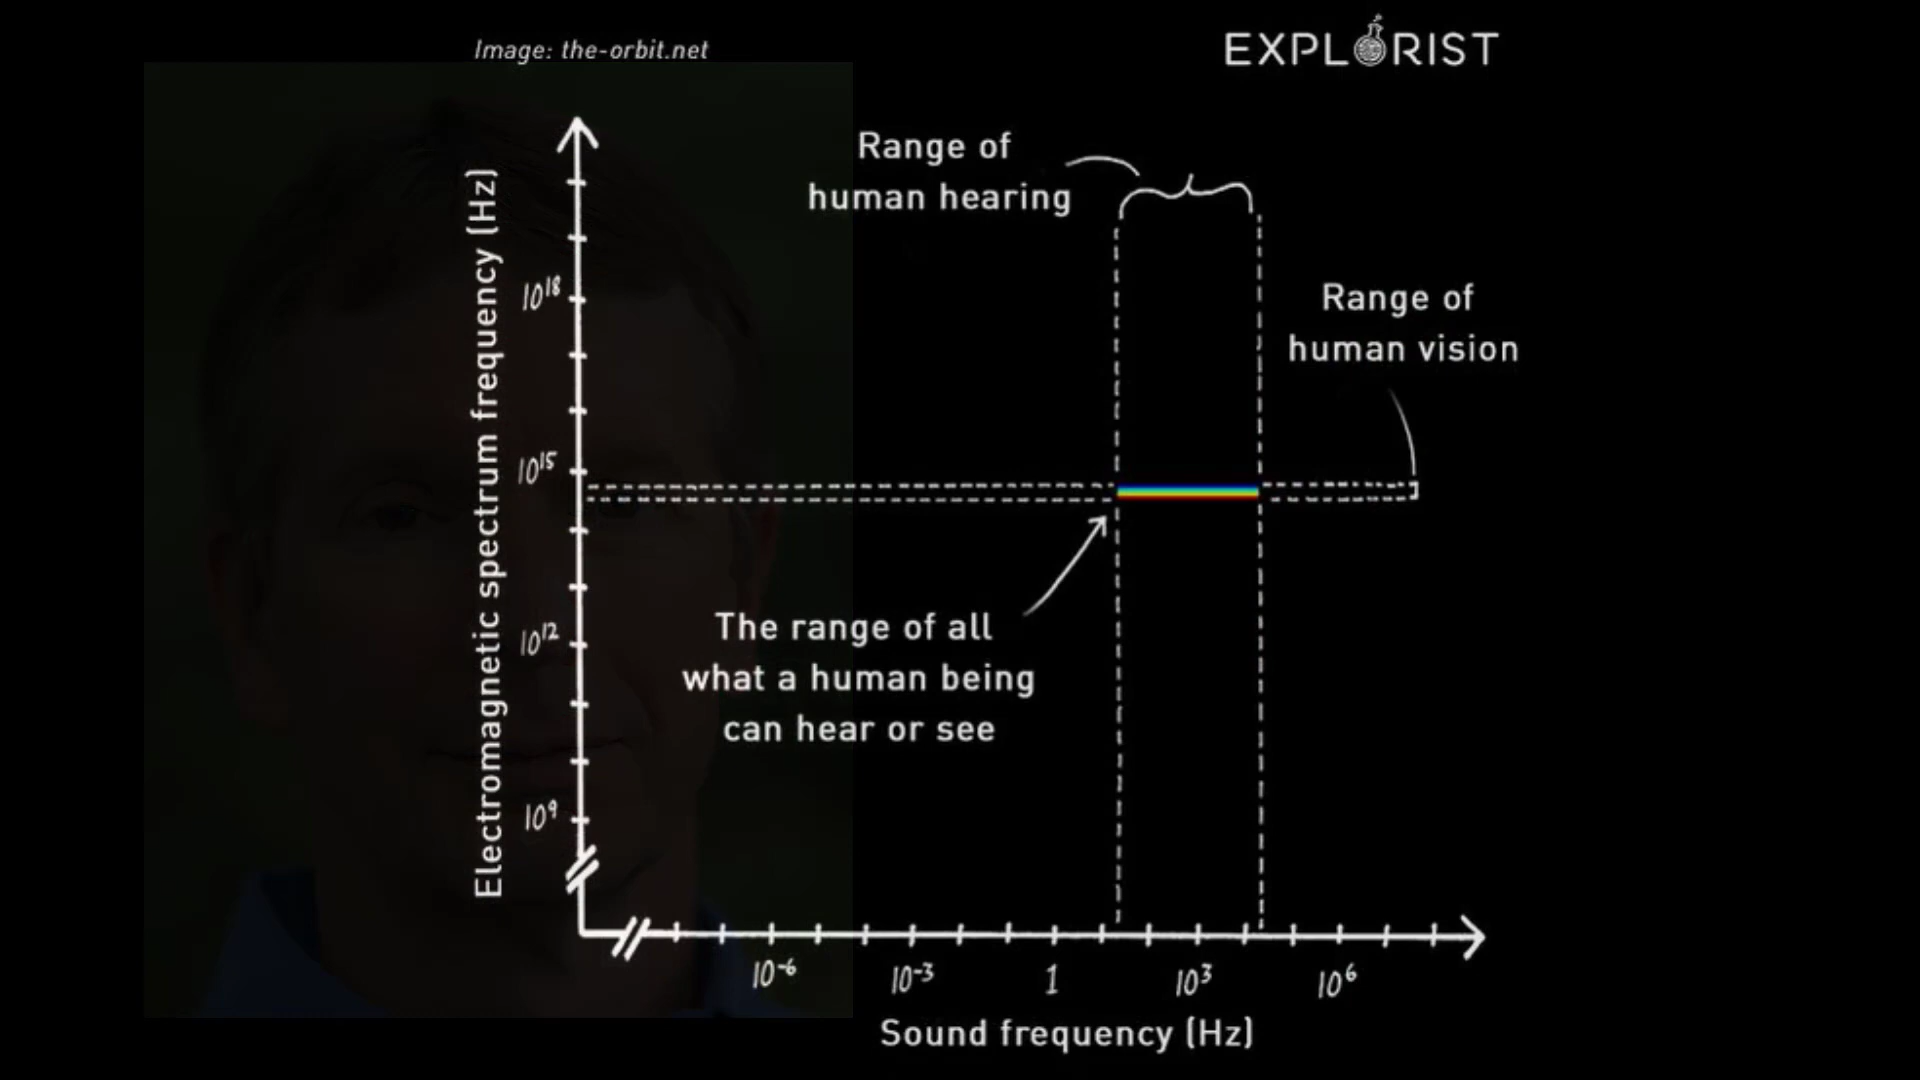 Image: the-orbit.net
EXPLORIST
Range of
human hearing
Range of
human vision
Electromagnetic spectrum frequency (Hz)
10¹⁸
10¹⁵
10¹²
10⁹
The range of all
what a human being
can hear or see
10⁻⁶
10⁻³
1
10³
10⁶
Sound frequency (Hz)